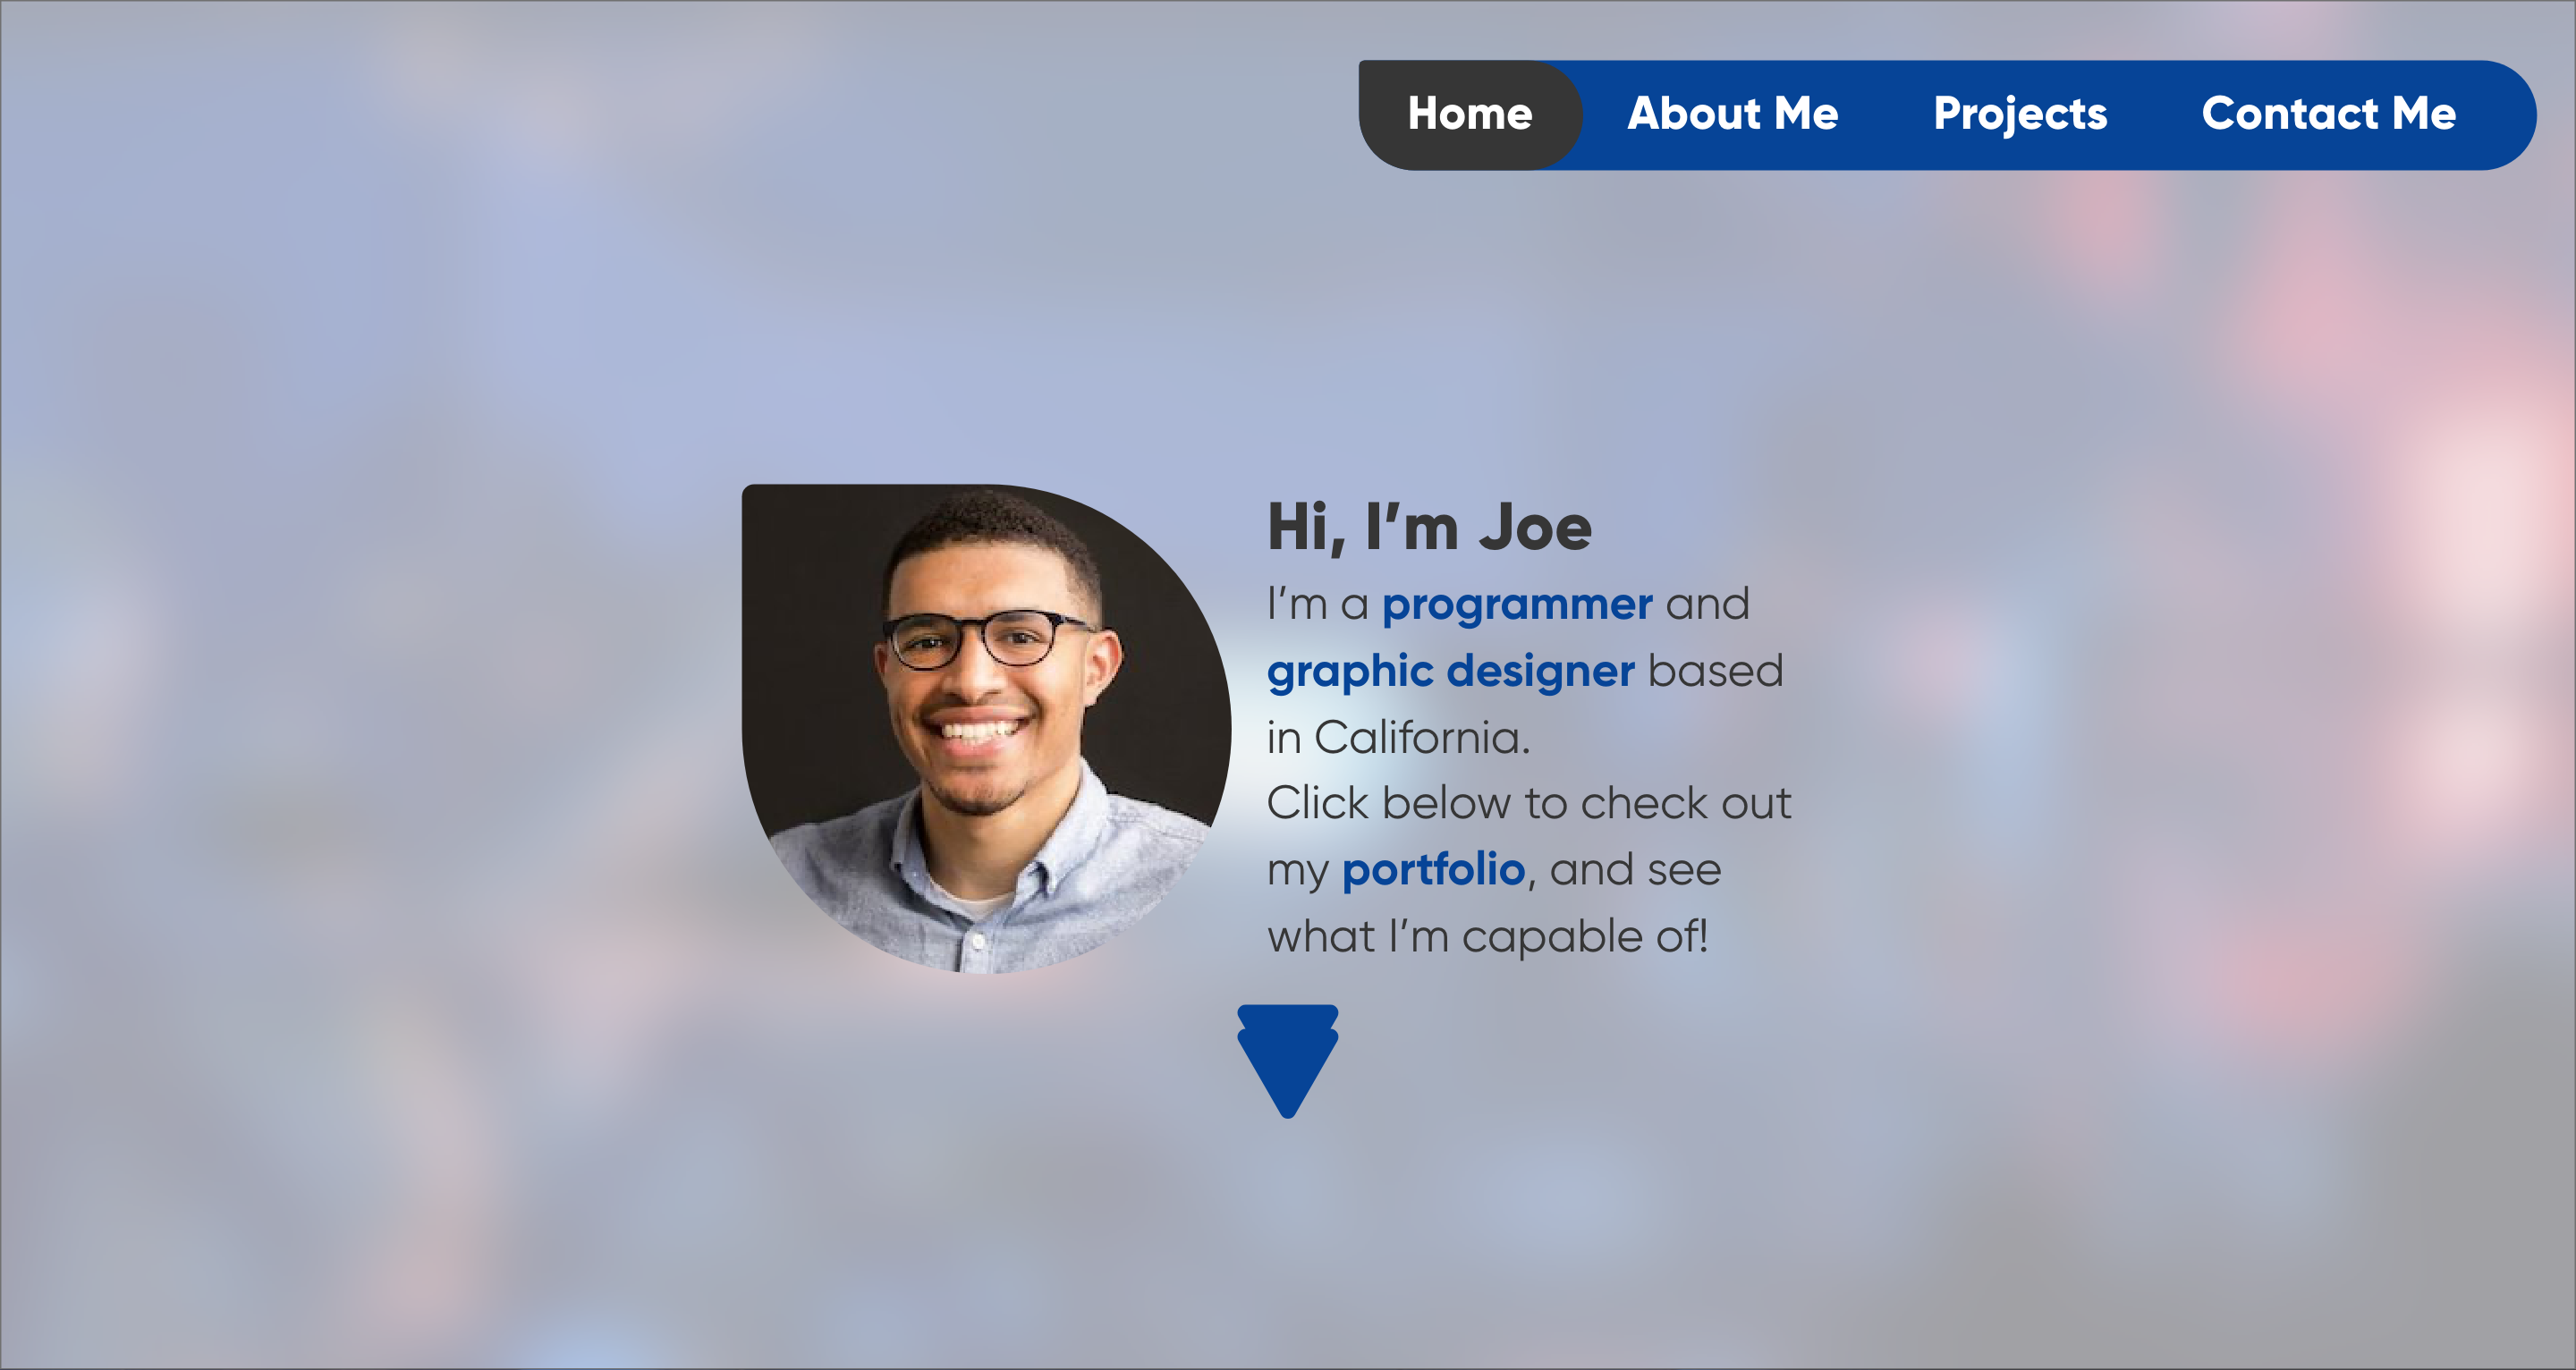 Home About Me Projects Contact Me
Hi, I’m Joe
I’m a programmer and
graphic designer based
in California.
Click below to check out
my portfolio, and see
what I’m capable of!